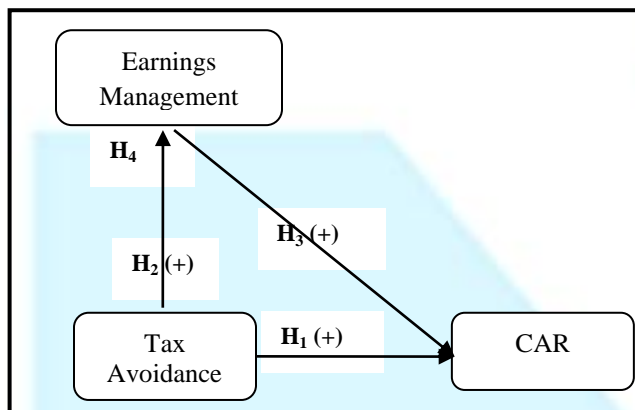 Earnings
Management
H₄
H₃ (+)
H₂ (+)
H₁ (+)
Tax
Avoidance
CAR